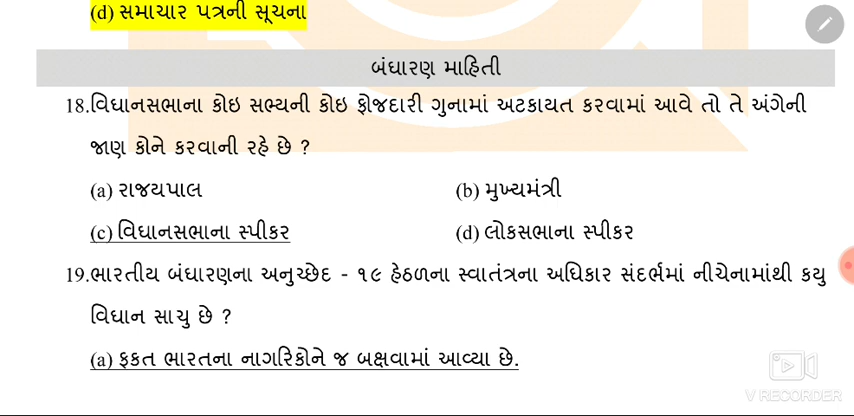 (d) સમાચાર પત્રની સૂચના
બંધારણ માહિતી
18.વિધાનસભાના કોઇ સભ્યની કોઇ ફોજદારી ગુનામાં અટકાયત કરવામાં આવે તો તે અંગેની
જાણ કોને કરવાની રહે છે ?
(a) રાજયપાલ (b) મુખ્યમંત્રી
(c) વિધાનસભાના સ્પીકર (d) લોકસભાના સ્પીકર
19.ભારતીય બંધારણના અનુચ્છેદ - ૧૯ હેઠળના સ્વાતંત્રના અધિકાર સંદર્ભમાં નીચેનામાંથી કયુ
વિધાન સાચુ છે ?
(a) ફકત ભારતના નાગરિકોને જ બક્ષવામાં આવ્યા છે.
V RECORDER